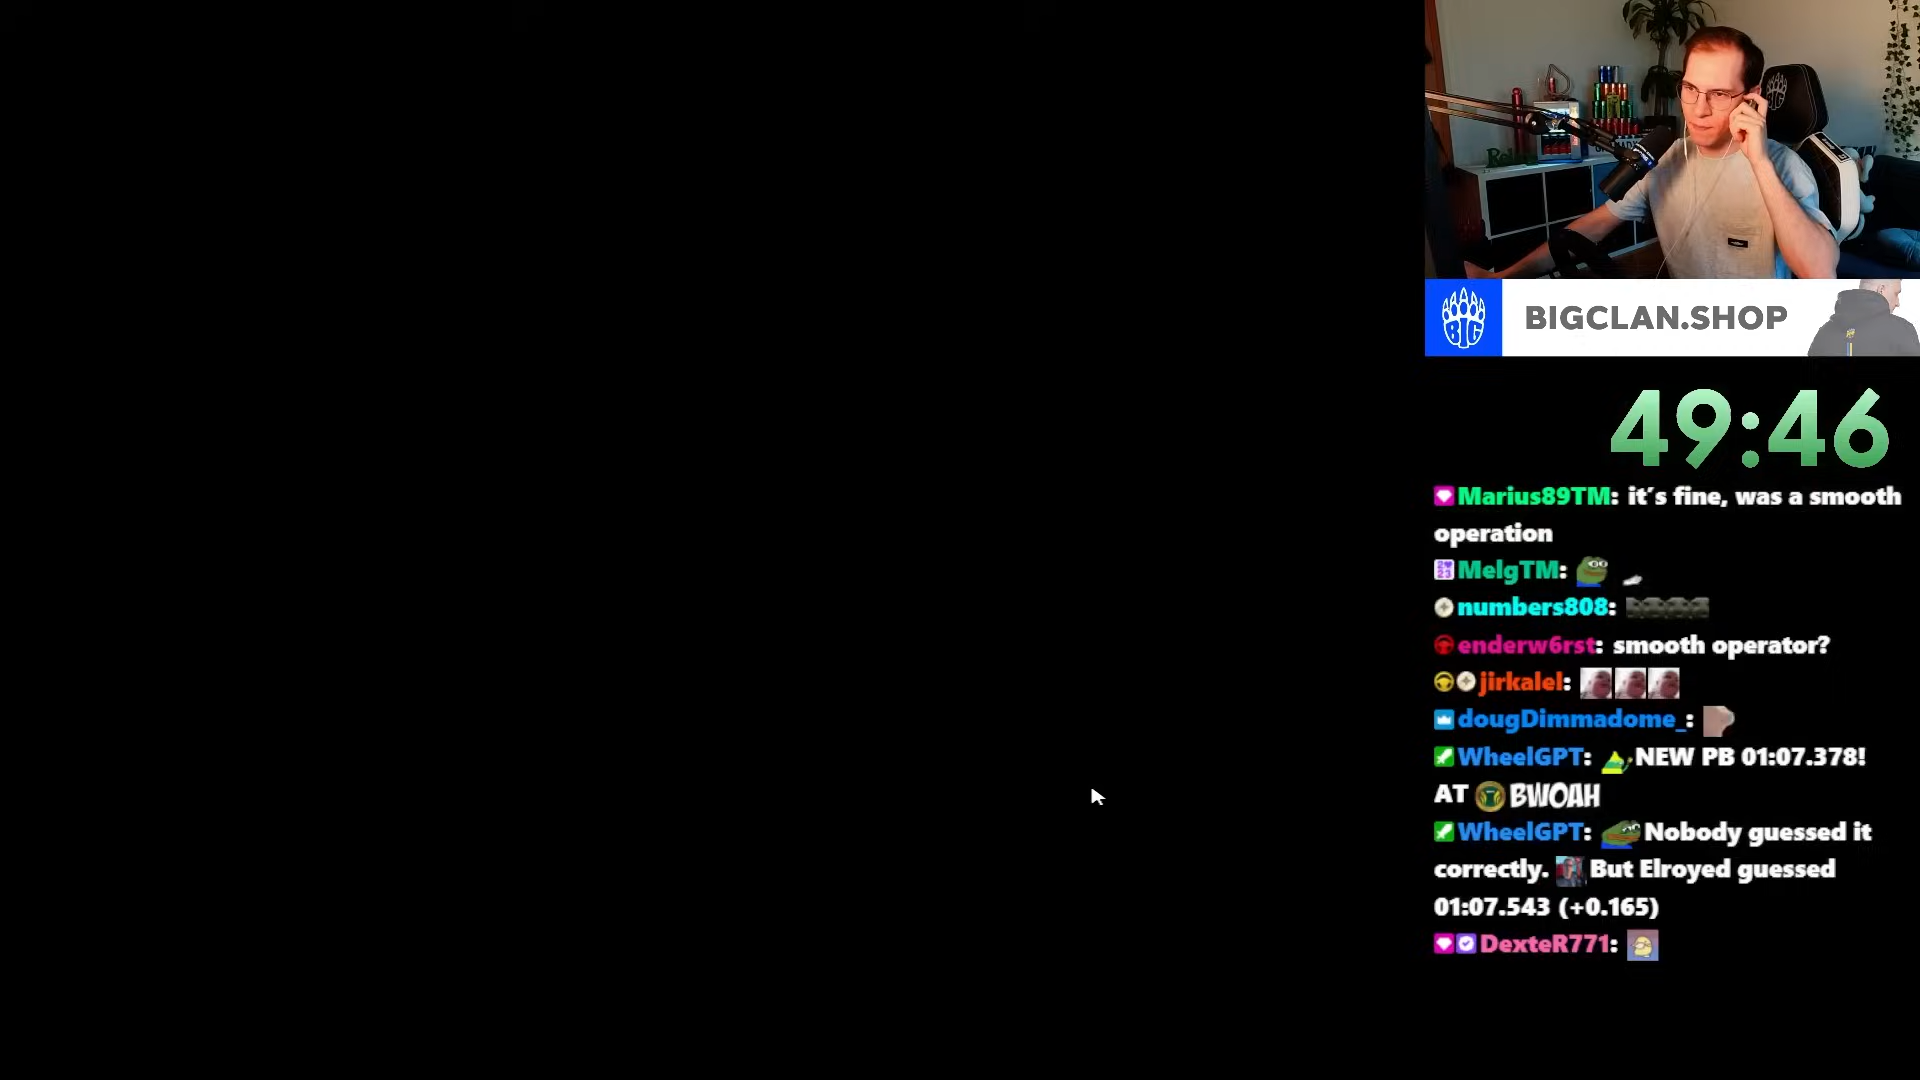 BIG
BIGCLAN.SHOP
49:46
Marius89TM: it's fine, was a smooth
operation
MelgTM:
numbers808:
enderw6rst: smooth operator?
jirkalel:
dougDimmadome_:
WheelGPT: NEW PB 01:07.378!
AT BWOAH
WheelGPT: Nobody guessed it
correctly. But Elroyed guessed
01:07.543 (+0.165)
DexteR771: